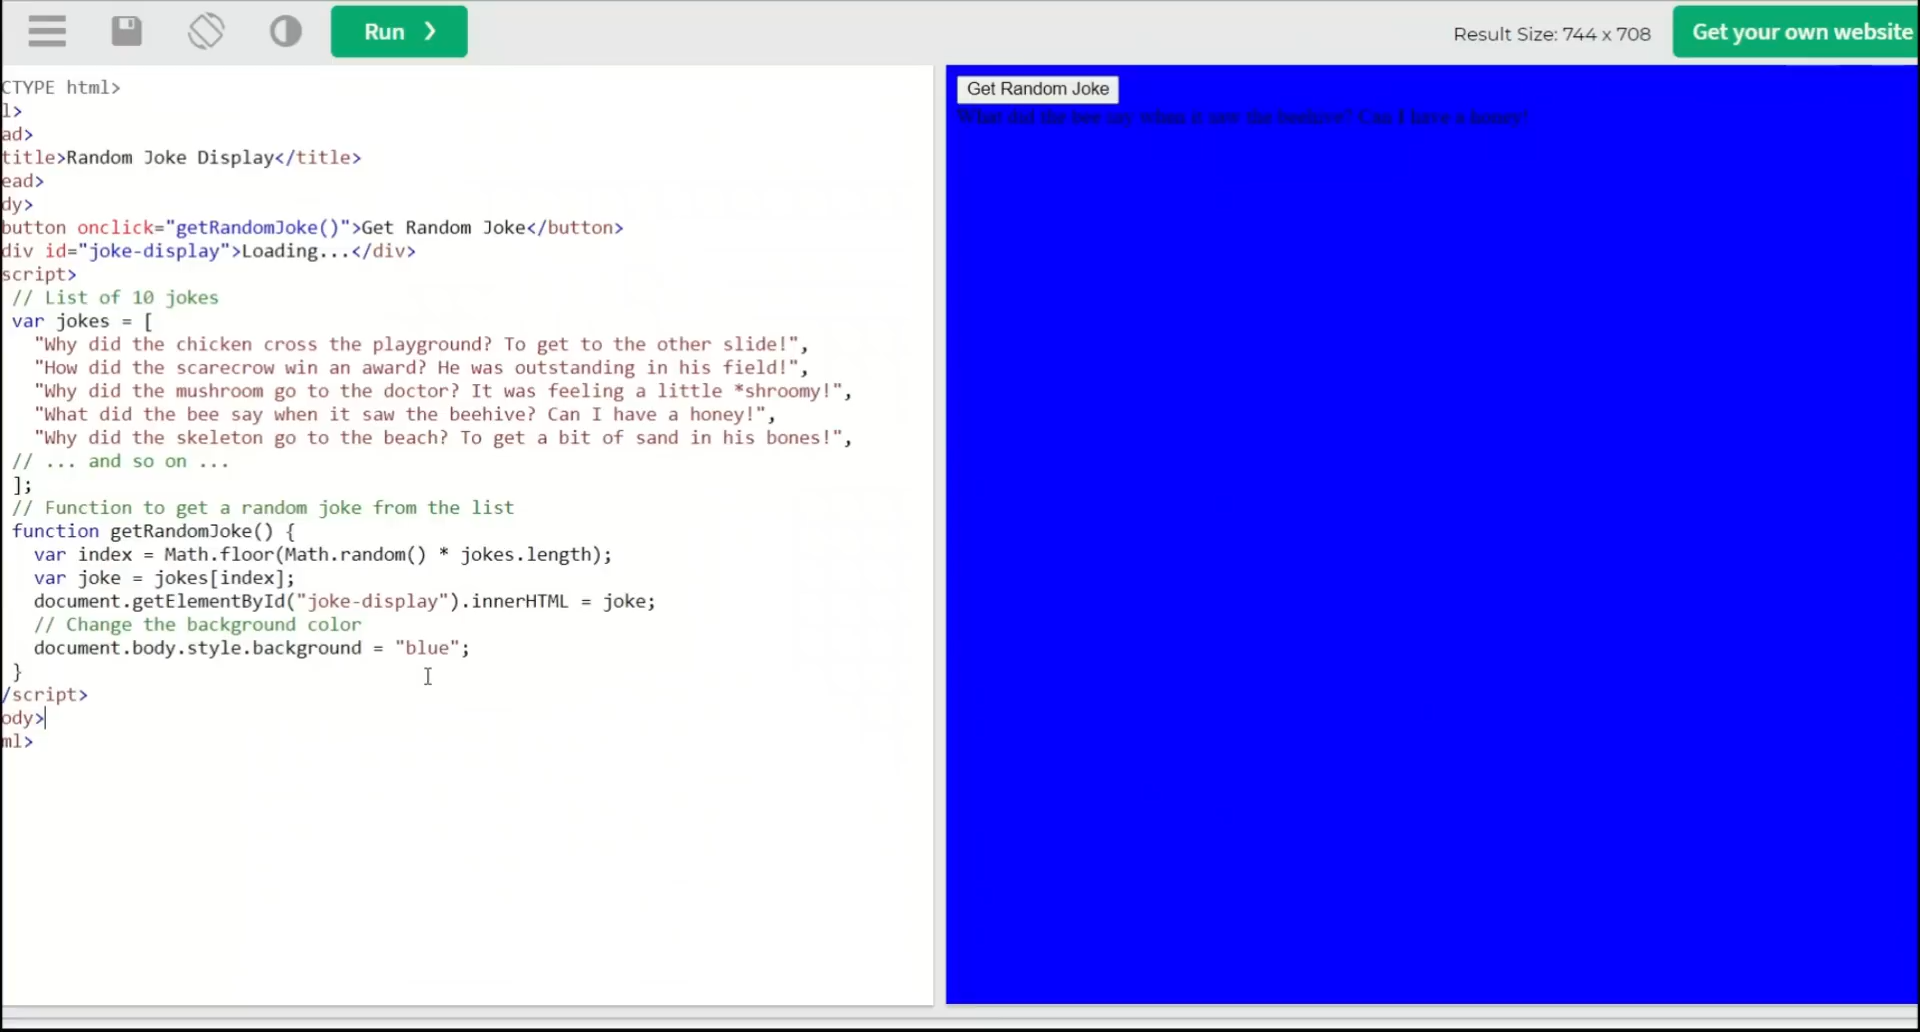 Run ❯
Result Size: 744 x 708
Get your own website
CTYPE html>
l>
ad>
title>Random Joke Display</title>
ead>
dy>
button onclick="getRandomJoke()">Get Random Joke</button>
div id="joke-display">Loading...</div>
script>
// List of 10 jokes
var jokes = [
"Why did the chicken cross the playground? To get to the other slide!",
"How did the scarecrow win an award? He was outstanding in his field!",
"Why did the mushroom go to the doctor? It was feeling a little *shroomy!",
"What did the bee say when it saw the beehive? Can I have a honey!",
"Why did the skeleton go to the beach? To get a bit of sand in his bones!",
// ... and so on ...
];
// Function to get a random joke from the list
function getRandomJoke() {
var index = Math.floor(Math.random() * jokes.length);
var joke = jokes[index];
document.getElementById("joke-display").innerHTML = joke;
// Change the background color
document.body.style.background = "blue";
}
/script>
ody>
ml>
Get Random Joke
What did the bee say when it saw the beehive? Can I have a honey!